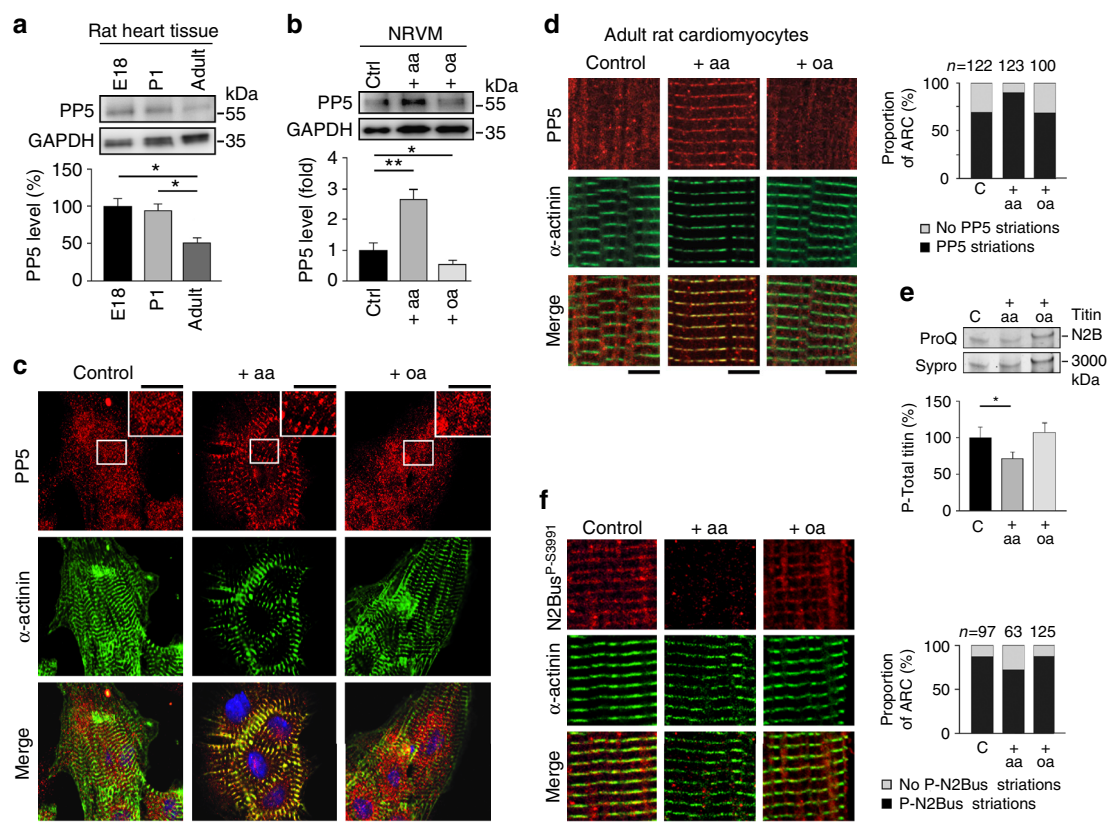 a
Rat heart tissue
E18
P1
Adult
kDa
PP5
-55
GAPDH
-35
PP5 level (%)
150
100
50
0
*
*
E18
P1
Adult
b
NRVM
Ctrl
+ aa
+ oa
kDa
PP5
-55
GAPDH
-35
PP5 level (fold)
4
3
2
1
0
*
**
Ctrl
+ aa
+ oa
c
Control
+ aa
+ oa
PP5
α-actinin
Merge
d
Adult rat cardiomyocytes
Control
+ aa
+ oa
PP5
α-actinin
Merge
n=122 123 100
Proportion
of ARC (%)
100
50
0
C
+
aa
+
oa
No PP5 striations
PP5 striations
e
C
+
aa
+
oa
Titin
ProQ
- N2B
Sypro
- 3000
kDa
P-Total titin (%)
150
100
50
0
*
C
+
aa
+
oa
f
Control
+ aa
+ oa
N2Bus^P-S3991
α-actinin
Merge
n=97 63 125
Proportion
of ARC (%)
100
50
0
C
+
aa
+
oa
No P-N2Bus striations
P-N2Bus striations